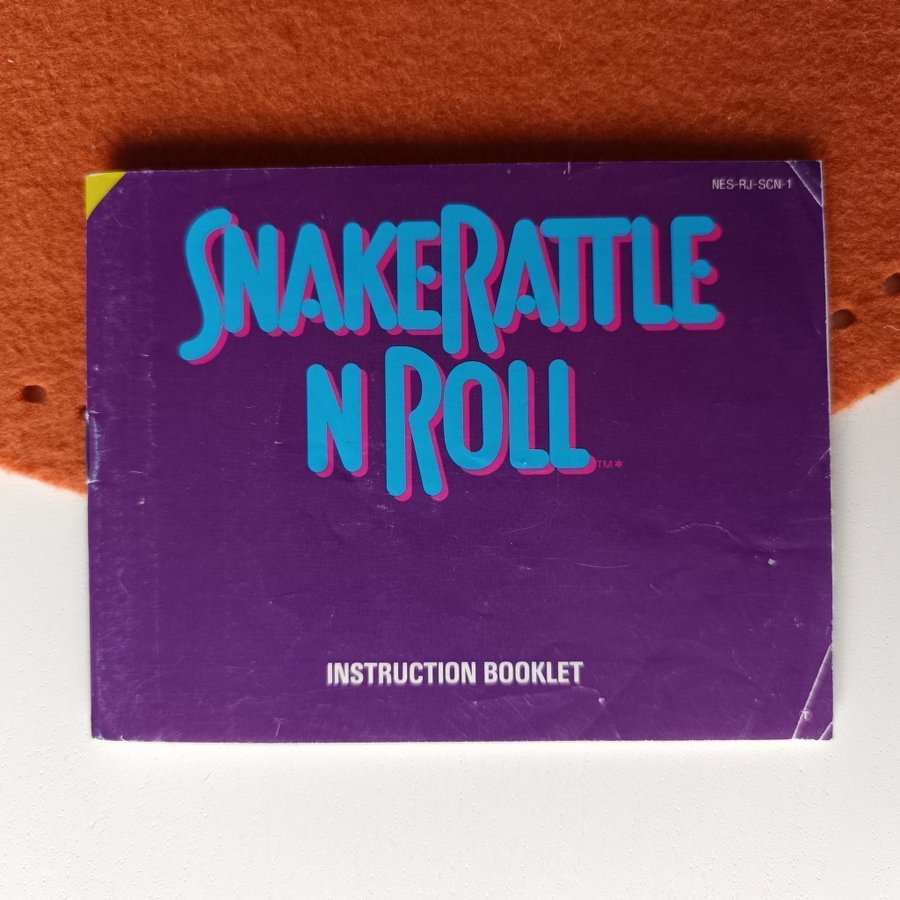 NES-RJ-SCN-1
SNAKERATTLE
N ROLL
TM*
INSTRUCTION BOOKLET
T